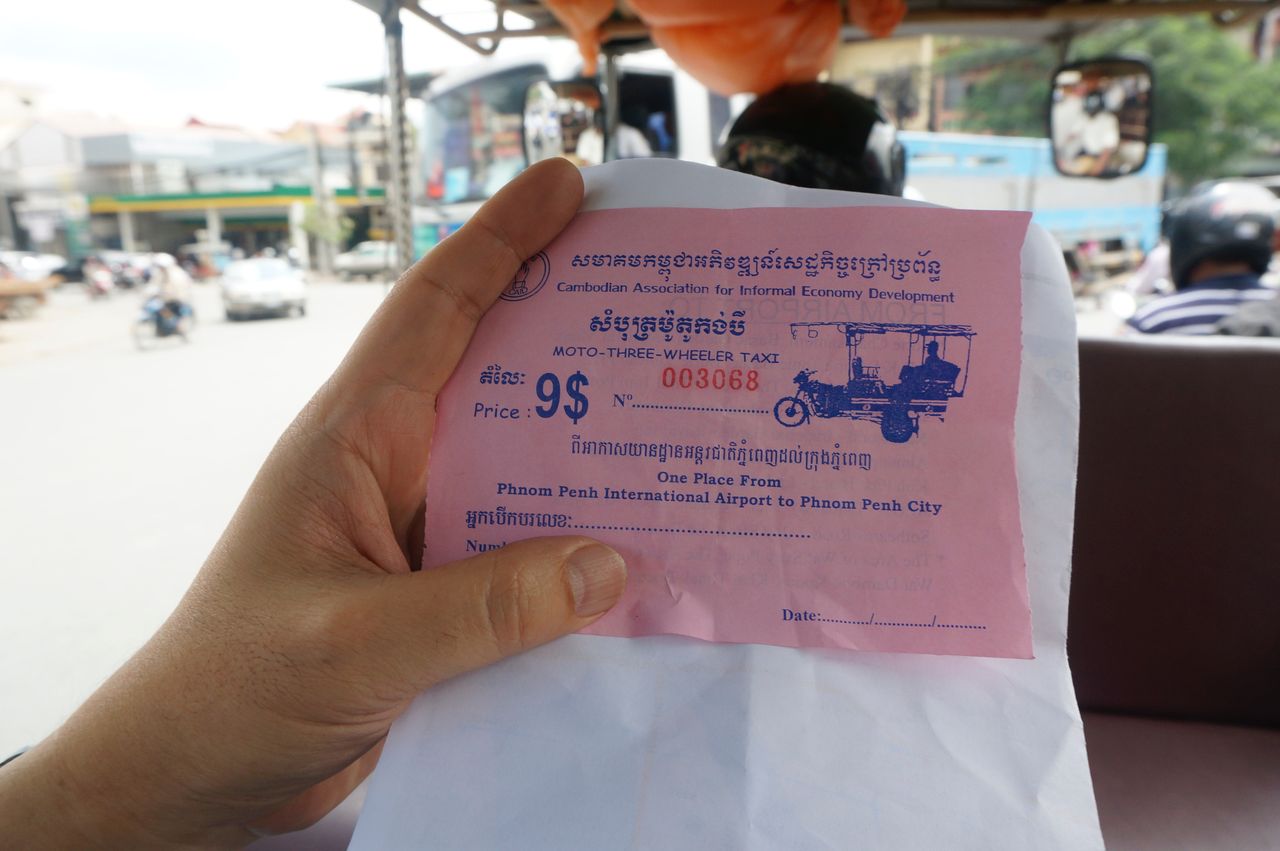 សមាគមកម្ពុជាអភិវឌ្ឍន៍សេដ្ឋកិច្ចក្រៅប្រព័ន្ធ
Cambodian Association for Informal Economy Development
សំបុត្រម៉ូតូកង់បី
MOTO-THREE-WHEELER TAXI
តំលៃ:
Price : 9$
003068
Nº
ពីអាកាសយានដ្ឋានអន្តរជាតិភ្នំពេញដល់ក្រុងភ្នំពេញ
One Place From
Phnom Penh International Airport to Phnom Penh City
អ្នកបើកបរលេខ:
Date:........../............/..........